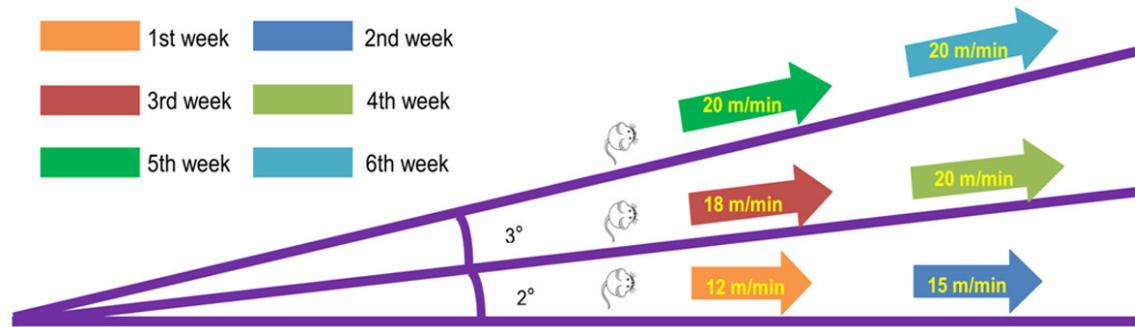 1st week
2nd week
3rd week
4th week
5th week
6th week
20 m/min
20 m/min
18 m/min
20 m/min
3°
12 m/min
15 m/min
2°